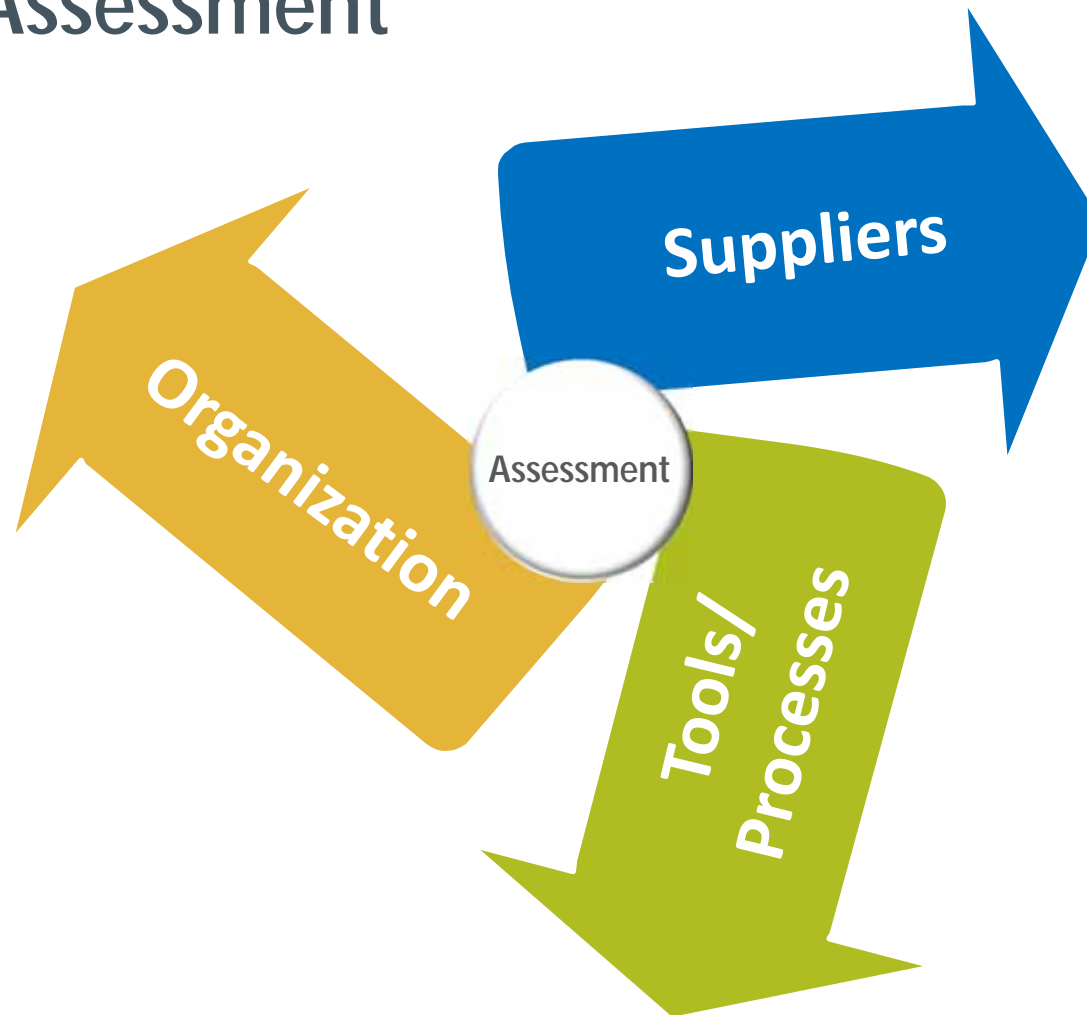 Assessment
Suppliers
Organization
Assessment
Tools/
Processes